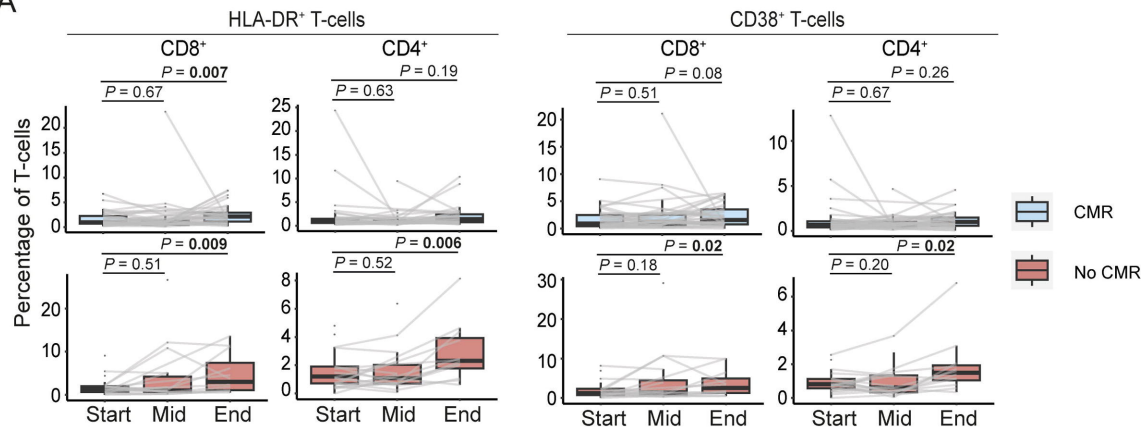 A
HLA-DR⁺ T-cells
CD38⁺ T-cells
CD8⁺
CD4⁺
CD8⁺
CD4⁺
P = 0.007
P = 0.67
P = 0.19
P = 0.63
P = 0.08
P = 0.51
P = 0.26
P = 0.67
20
15
10
5
0
25
20
15
10
5
0
20
15
10
5
0
10
5
0
Percentage of T-cells
CMR
No CMR
P = 0.009
P = 0.51
P = 0.006
P = 0.52
P = 0.02
P = 0.18
P = 0.02
P = 0.20
20
10
0
8
6
4
2
0
30
20
10
0
6
4
2
0
Start Mid End
Start Mid End
Start Mid End
Start Mid End